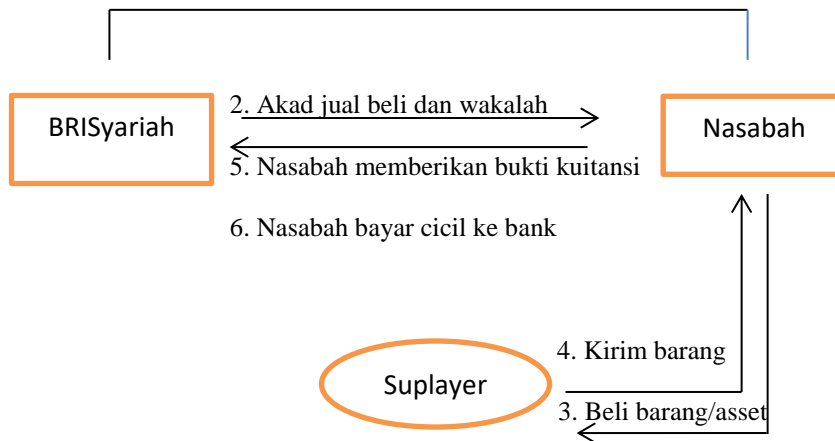 2. Akad jual beli dan wakalah
BRISyariah
Nasabah
5. Nasabah memberikan bukti kuitansi
6. Nasabah bayar cicil ke bank
4. Kirim barang
Suplayer
3. Beli barang/asset